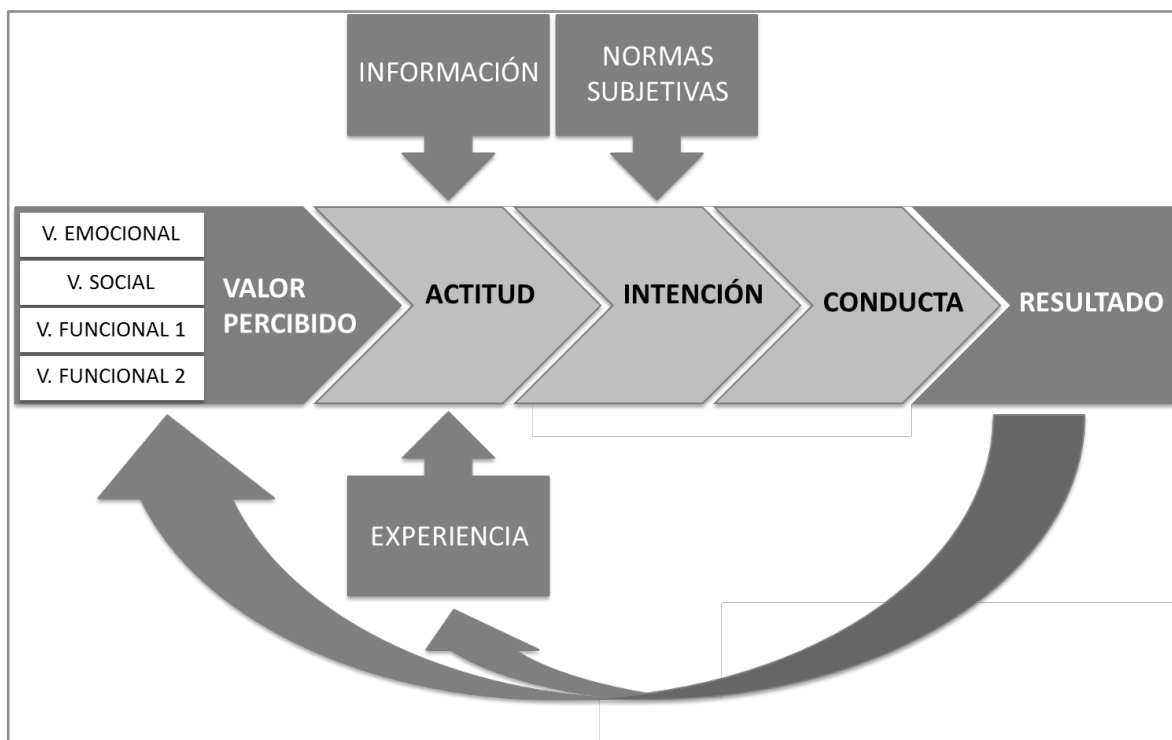 INFORMACIÓN
NORMAS
SUBJETIVAS
V. EMOCIONAL
V. SOCIAL
V. FUNCIONAL 1
V. FUNCIONAL 2
VALOR
PERCIBIDO
ACTITUD
INTENCIÓN
CONDUCTA
RESULTADO
EXPERIENCIA